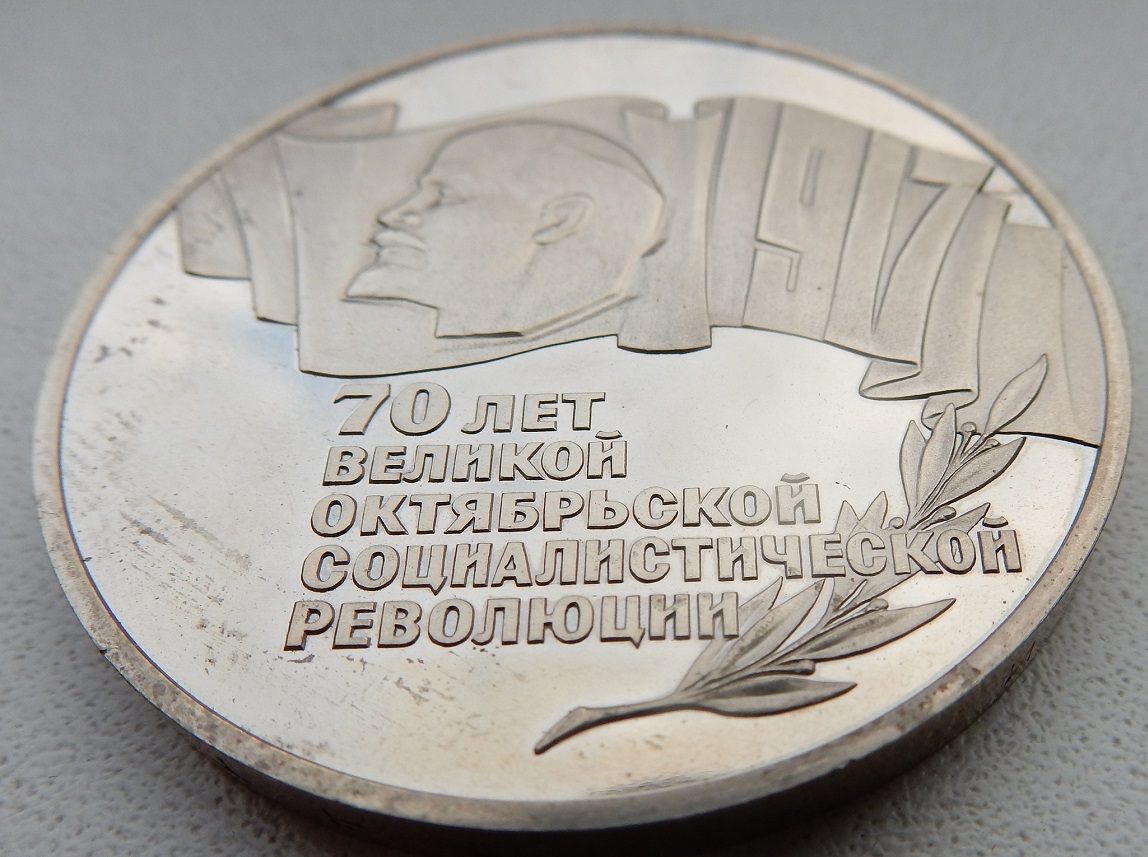 1917
70 ЛЕТ
ВЕЛИКОЙ
ОКТЯБРЬСКОЙ
СОЦИАЛИСТИЧЕСКОЙ
РЕВОЛЮЦИИ